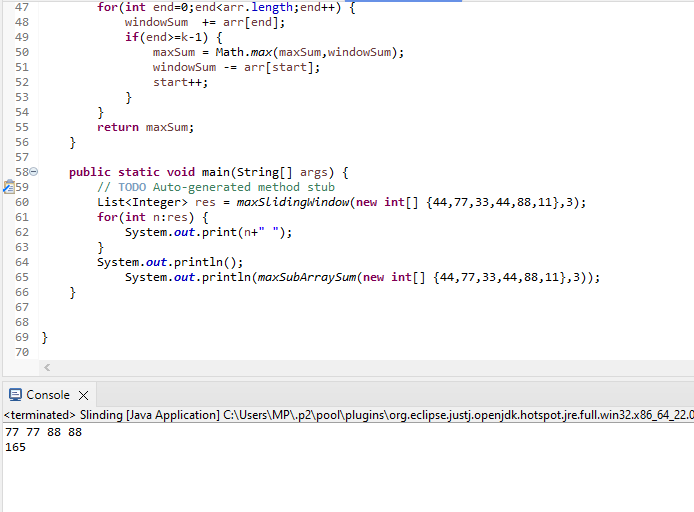 47 for(int end=0;end<arr.length;end++) {
48 windowSum  += arr[end];
49 if(end>=k-1) {
50 maxSum = Math.max(maxSum,windowSum);
51 windowSum -= arr[start];
52 start++;
53 }
54 }
55 return maxSum;
56 }
57
58 public static void main(String[] args) {
59 // TODO Auto-generated method stub
60 List<Integer> res = maxSlidingWindow(new int[] {44,77,33,44,88,11},3);
61 for(int n:res) {
62 System.out.print(n+" ");
63 }
64 System.out.println();
65 System.out.println(maxSubArraySum(new int[] {44,77,33,44,88,11},3));
66 }
67
68
69 }
70
Console
<terminated> Slinding [Java Application] C:\Users\MP\.p2\pool\plugins\org.eclipse.justj.openjdk.hotspot.jre.full.win32.x86_64_22.0
77 77 88 88
165